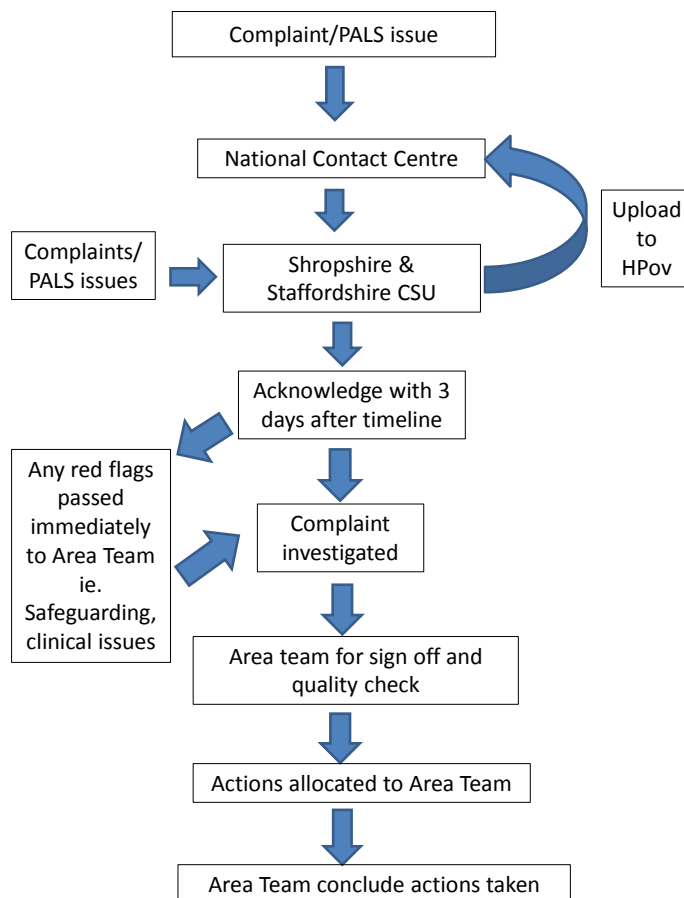 Complaint/PALS issue
National Contact Centre
Upload
to
HPov
Complaints/
PALS issues
Shropshire &
Staffordshire CSU
Acknowledge with 3
days after timeline
Any red flags
passed
immediately
to Area Team
ie.
Safeguarding,
clinical issues
Complaint
investigated
Area team for sign off and
quality check
Actions allocated to Area Team
Area Team conclude actions taken